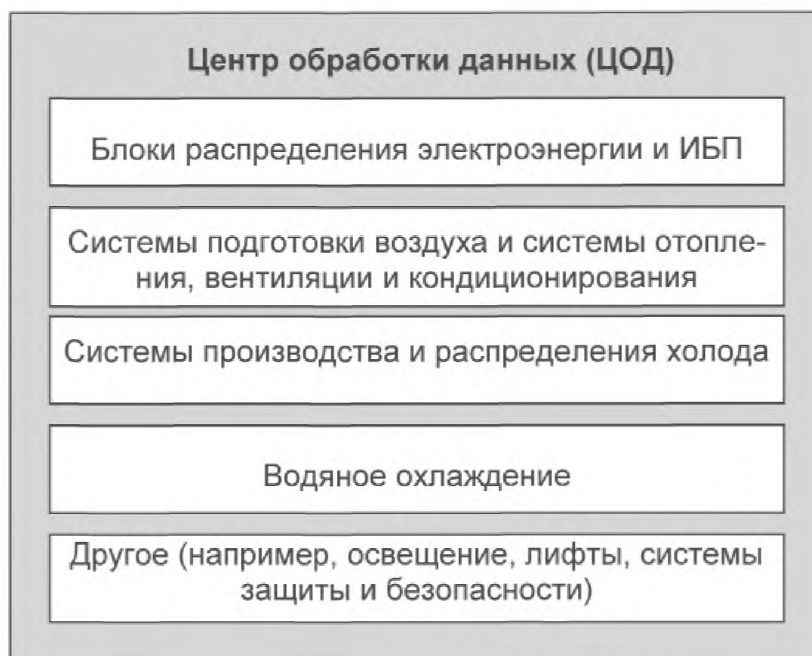 Центр обработки данных (ЦОД)
Блоки распределения электроэнергии и ИБП
Системы подготовки воздуха и системы отопле-
ния, вентиляции и кондиционирования
Системы производства и распределения холода
Водяное охлаждение
Другое (например, освещение, лифты, системы
защиты и безопасности)